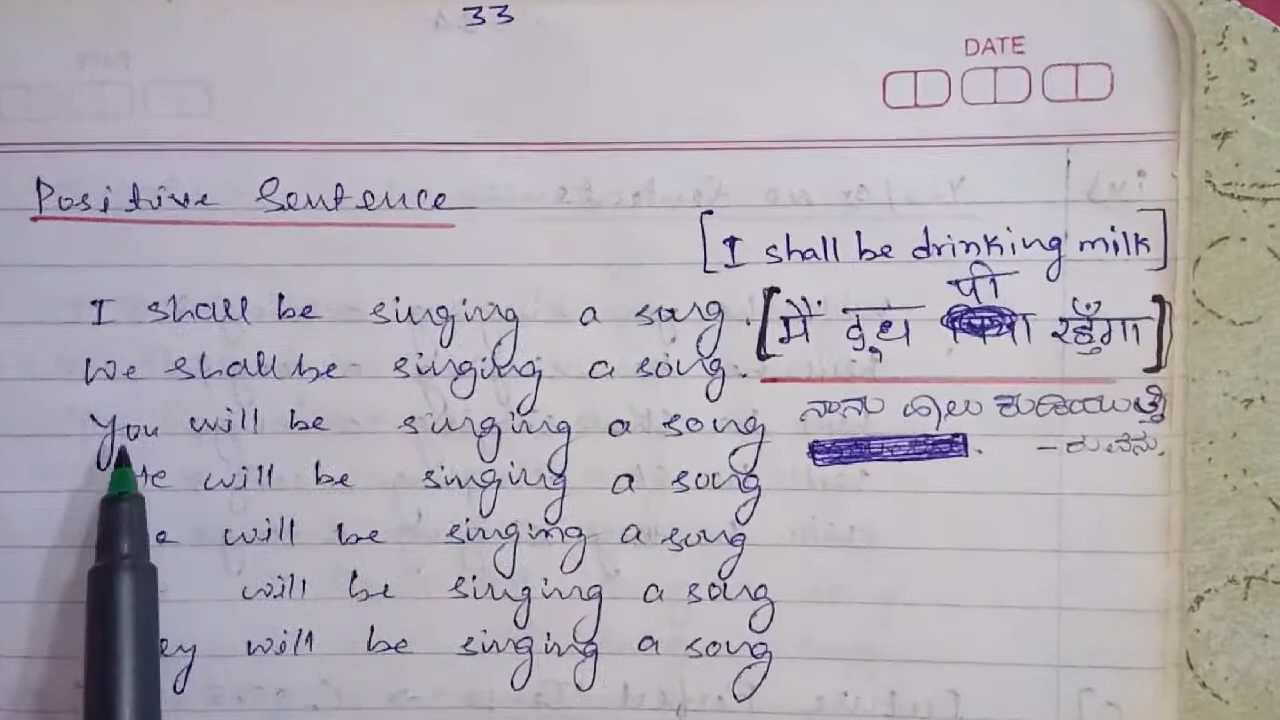 33
DATE
Positive Sentence
[I shall be drinking milk]
पी
I shall be singing a song. [मैं दूध रहूँगा]
We shall be singing a song.
You will be singing a song
ನಾನು ಹಾಲು ಕುಡಿಯುತ್ತಿ
He will be singing a song
will be singing a song
will be singing a song
ey will be singing a song